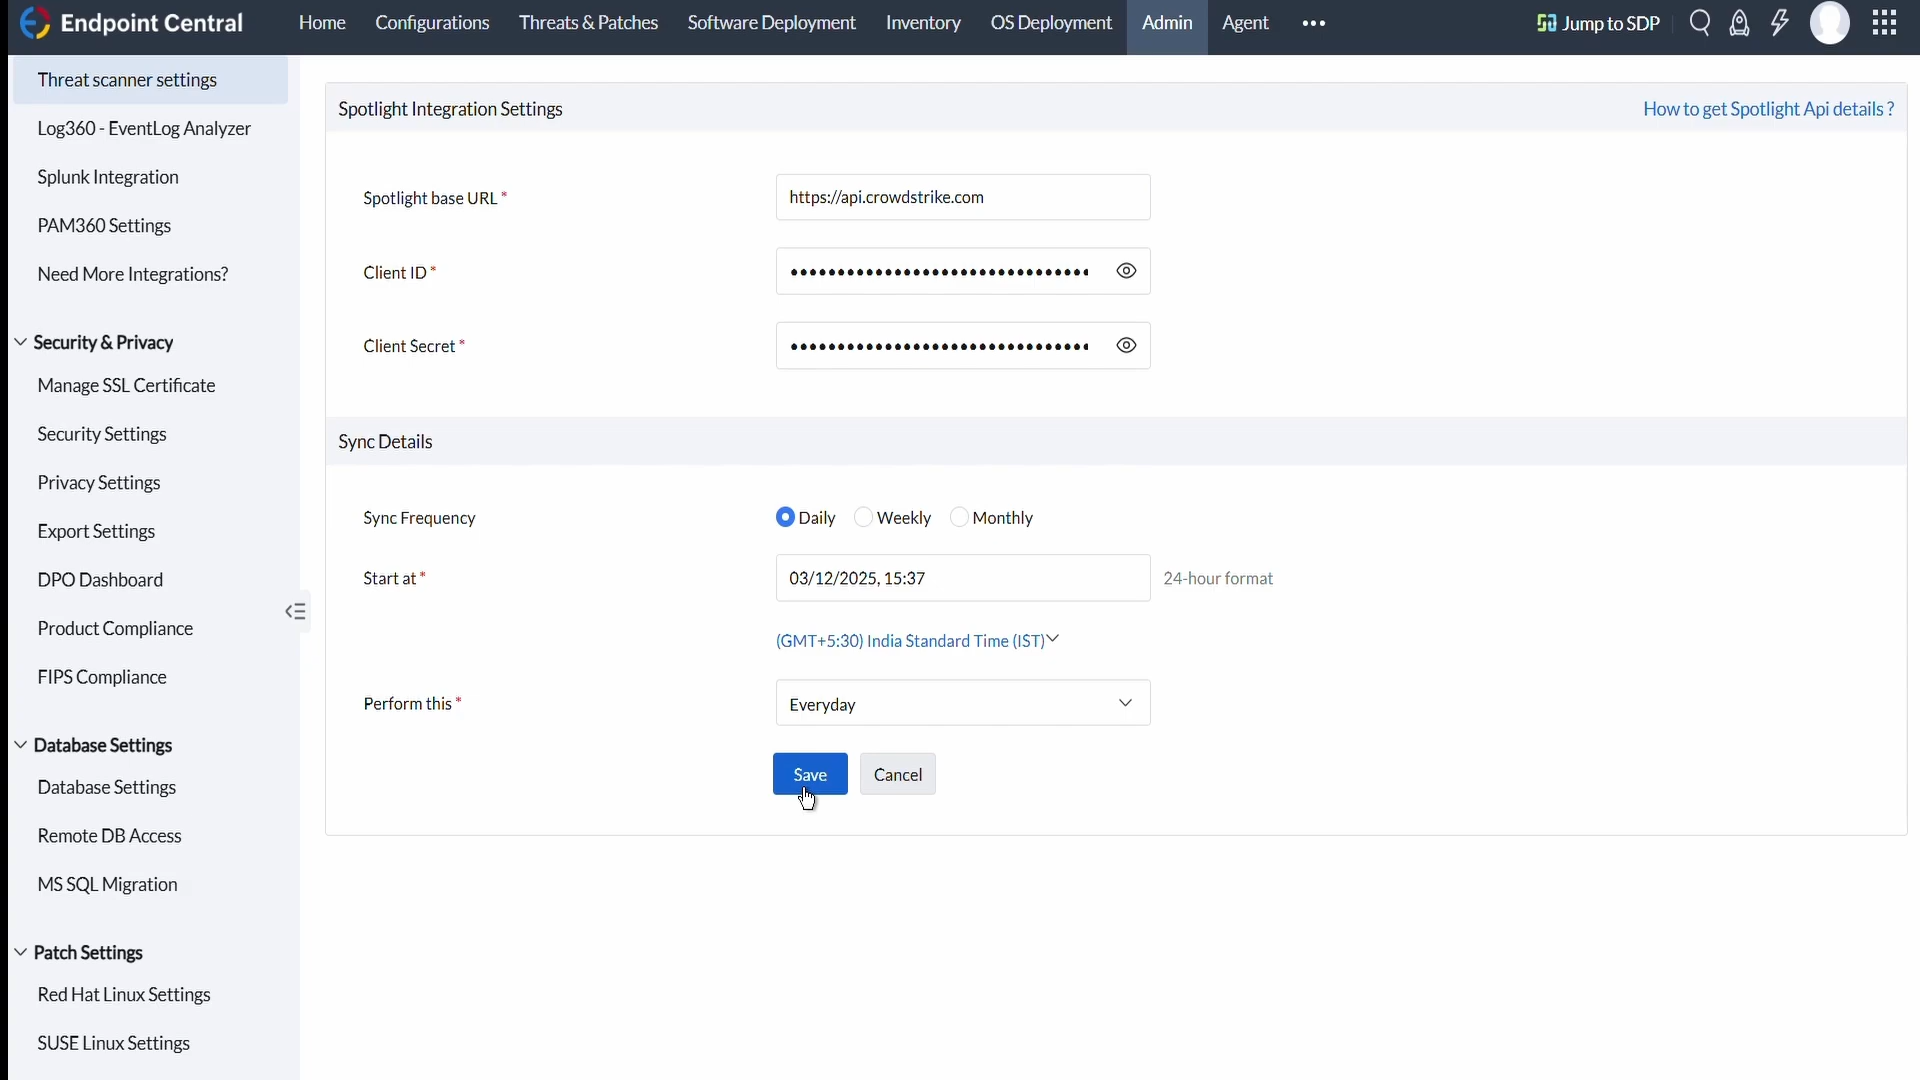 Endpoint Central
Home Configurations Threats & Patches Software Deployment Inventory OS Deployment Admin Agent ••• Jump to SDP
Threat scanner settings
Log360 - EventLog Analyzer
Splunk Integration
PAM360 Settings
Need More Integrations?
Security & Privacy
Manage SSL Certificate
Security Settings
Privacy Settings
Export Settings
DPO Dashboard
Product Compliance
FIPS Compliance
Database Settings
Database Settings
Remote DB Access
MS SQL Migration
Patch Settings
Red Hat Linux Settings
SUSE Linux Settings
Spotlight Integration Settings
How to get Spotlight Api details ?
Spotlight base URL * https://api.crowdstrike.com
Client ID *
Client Secret *
Sync Details
Sync Frequency Daily Weekly Monthly
Start at * 03/12/2025, 15:37 24-hour format
(GMT+5:30) India Standard Time (IST)
Perform this * Everyday
Save Cancel